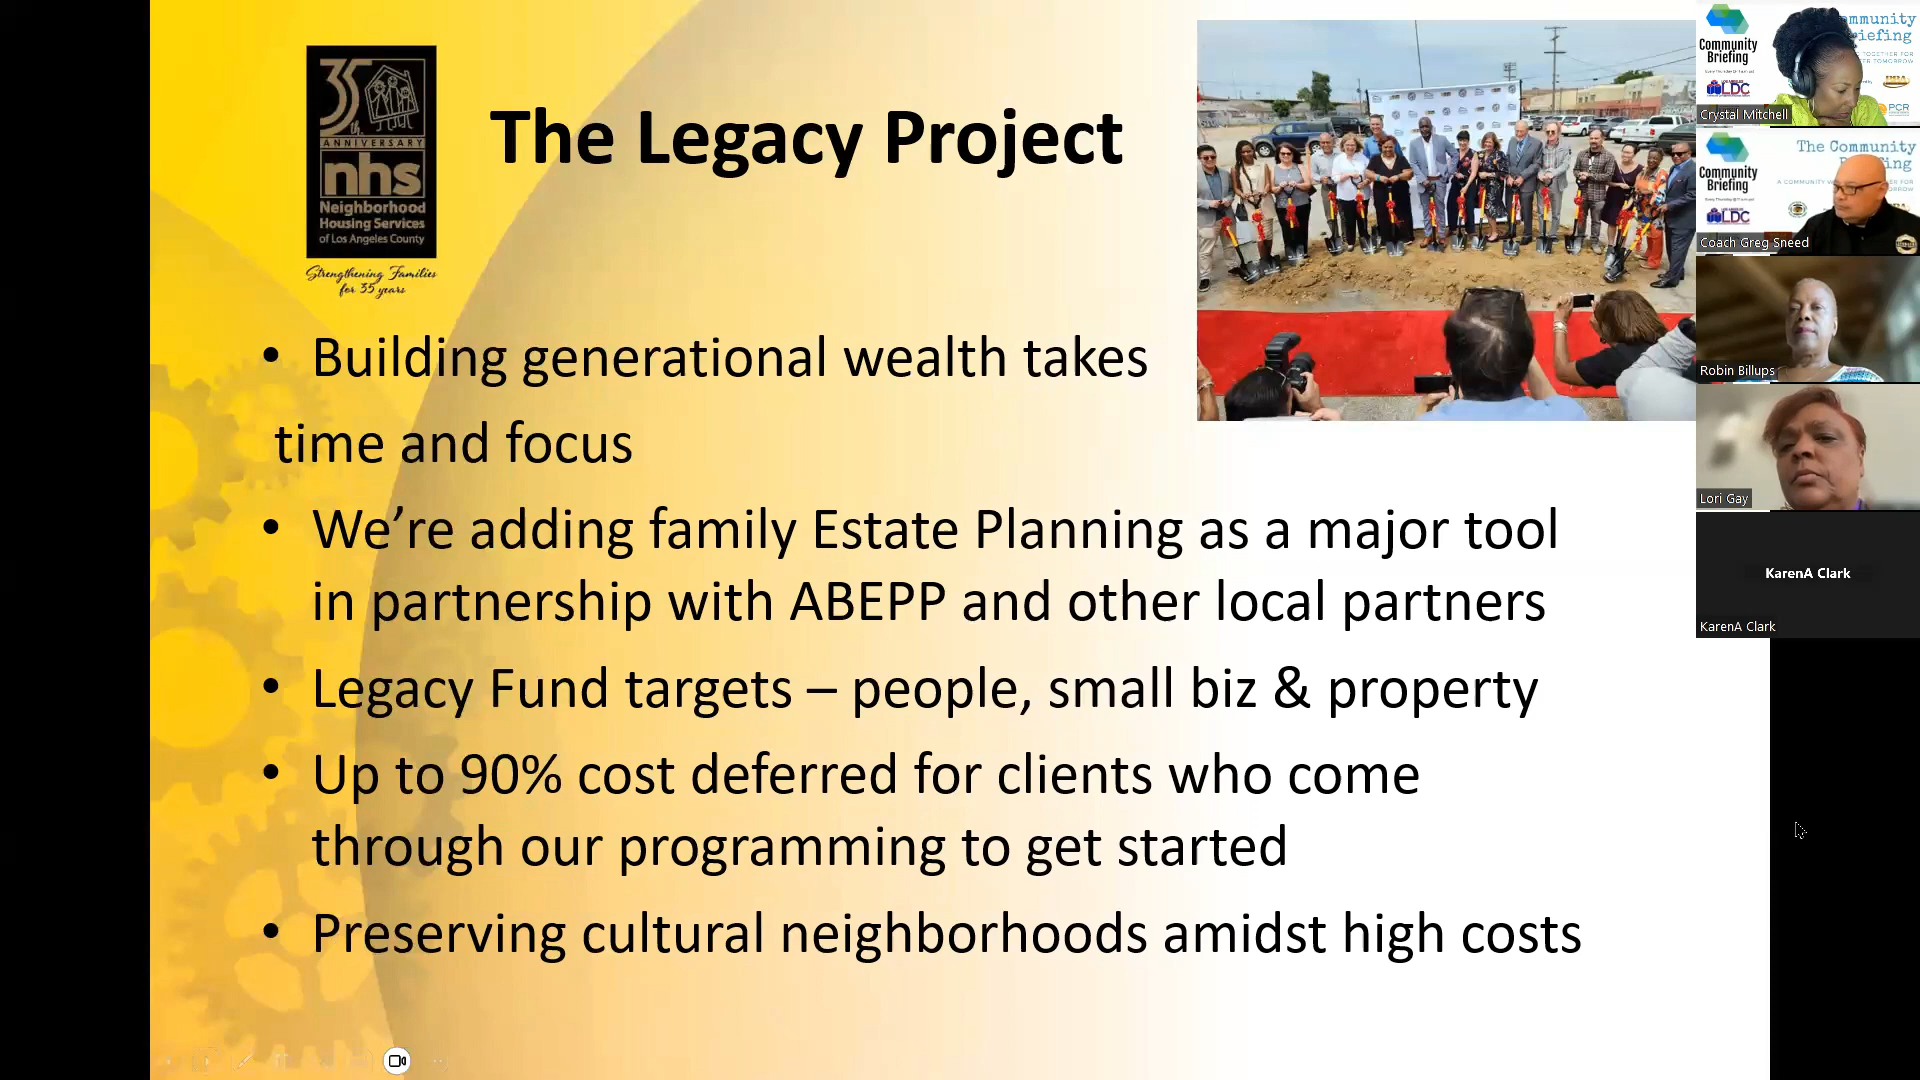 35th
ANNIVERSARY
nhs
Neighborhood
Housing Services
of Los Angeles County
Strengthening Families
for 35 years
The Legacy Project
• Building generational wealth takes
time and focus
• We’re adding family Estate Planning as a major tool
in partnership with ABEPP and other local partners
• Legacy Fund targets – people, small biz & property
• Up to 90% cost deferred for clients who come
through our programming to get started
• Preserving cultural neighborhoods amidst high costs
Community
Briefing
LDC
PCR
Crystal Mitchell
The Community
Community
Briefing
LDC
Coach Greg Sneed
Robin Billups
Lori Gay
KarenA Clark
KarenA Clark